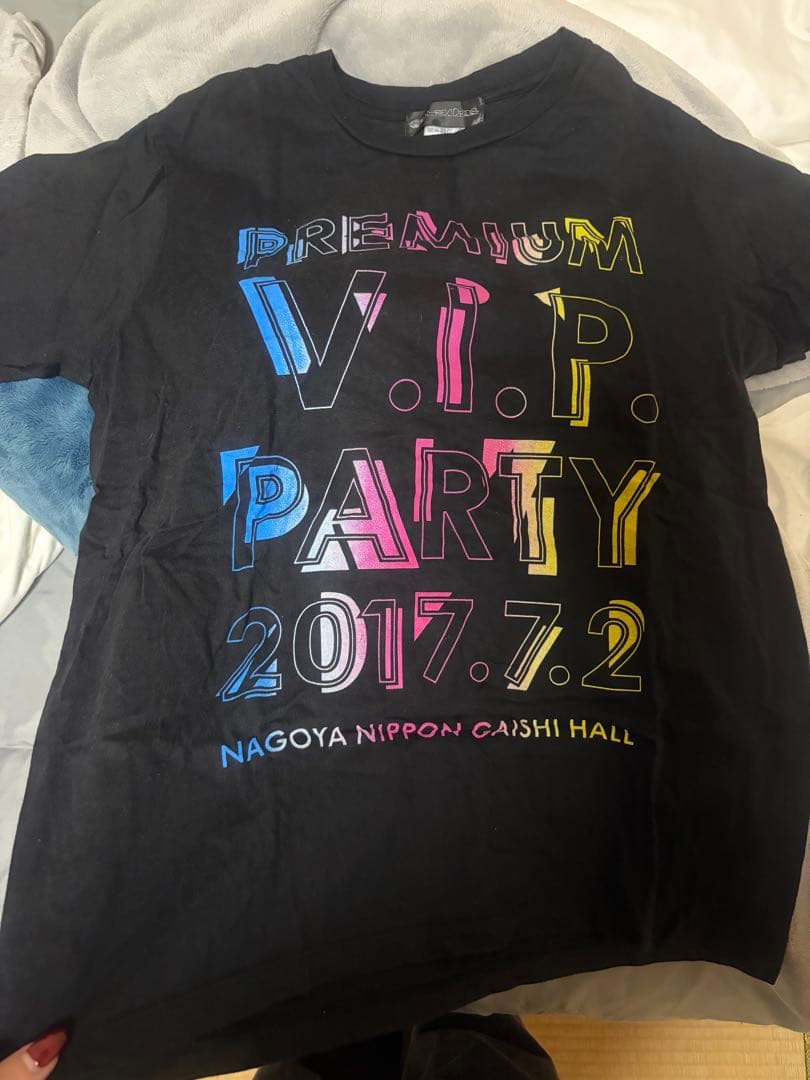 PREMIUM
V.I.P.
PARTY
2017.7.2
NAGOYA NIPPON GAISHI HALL